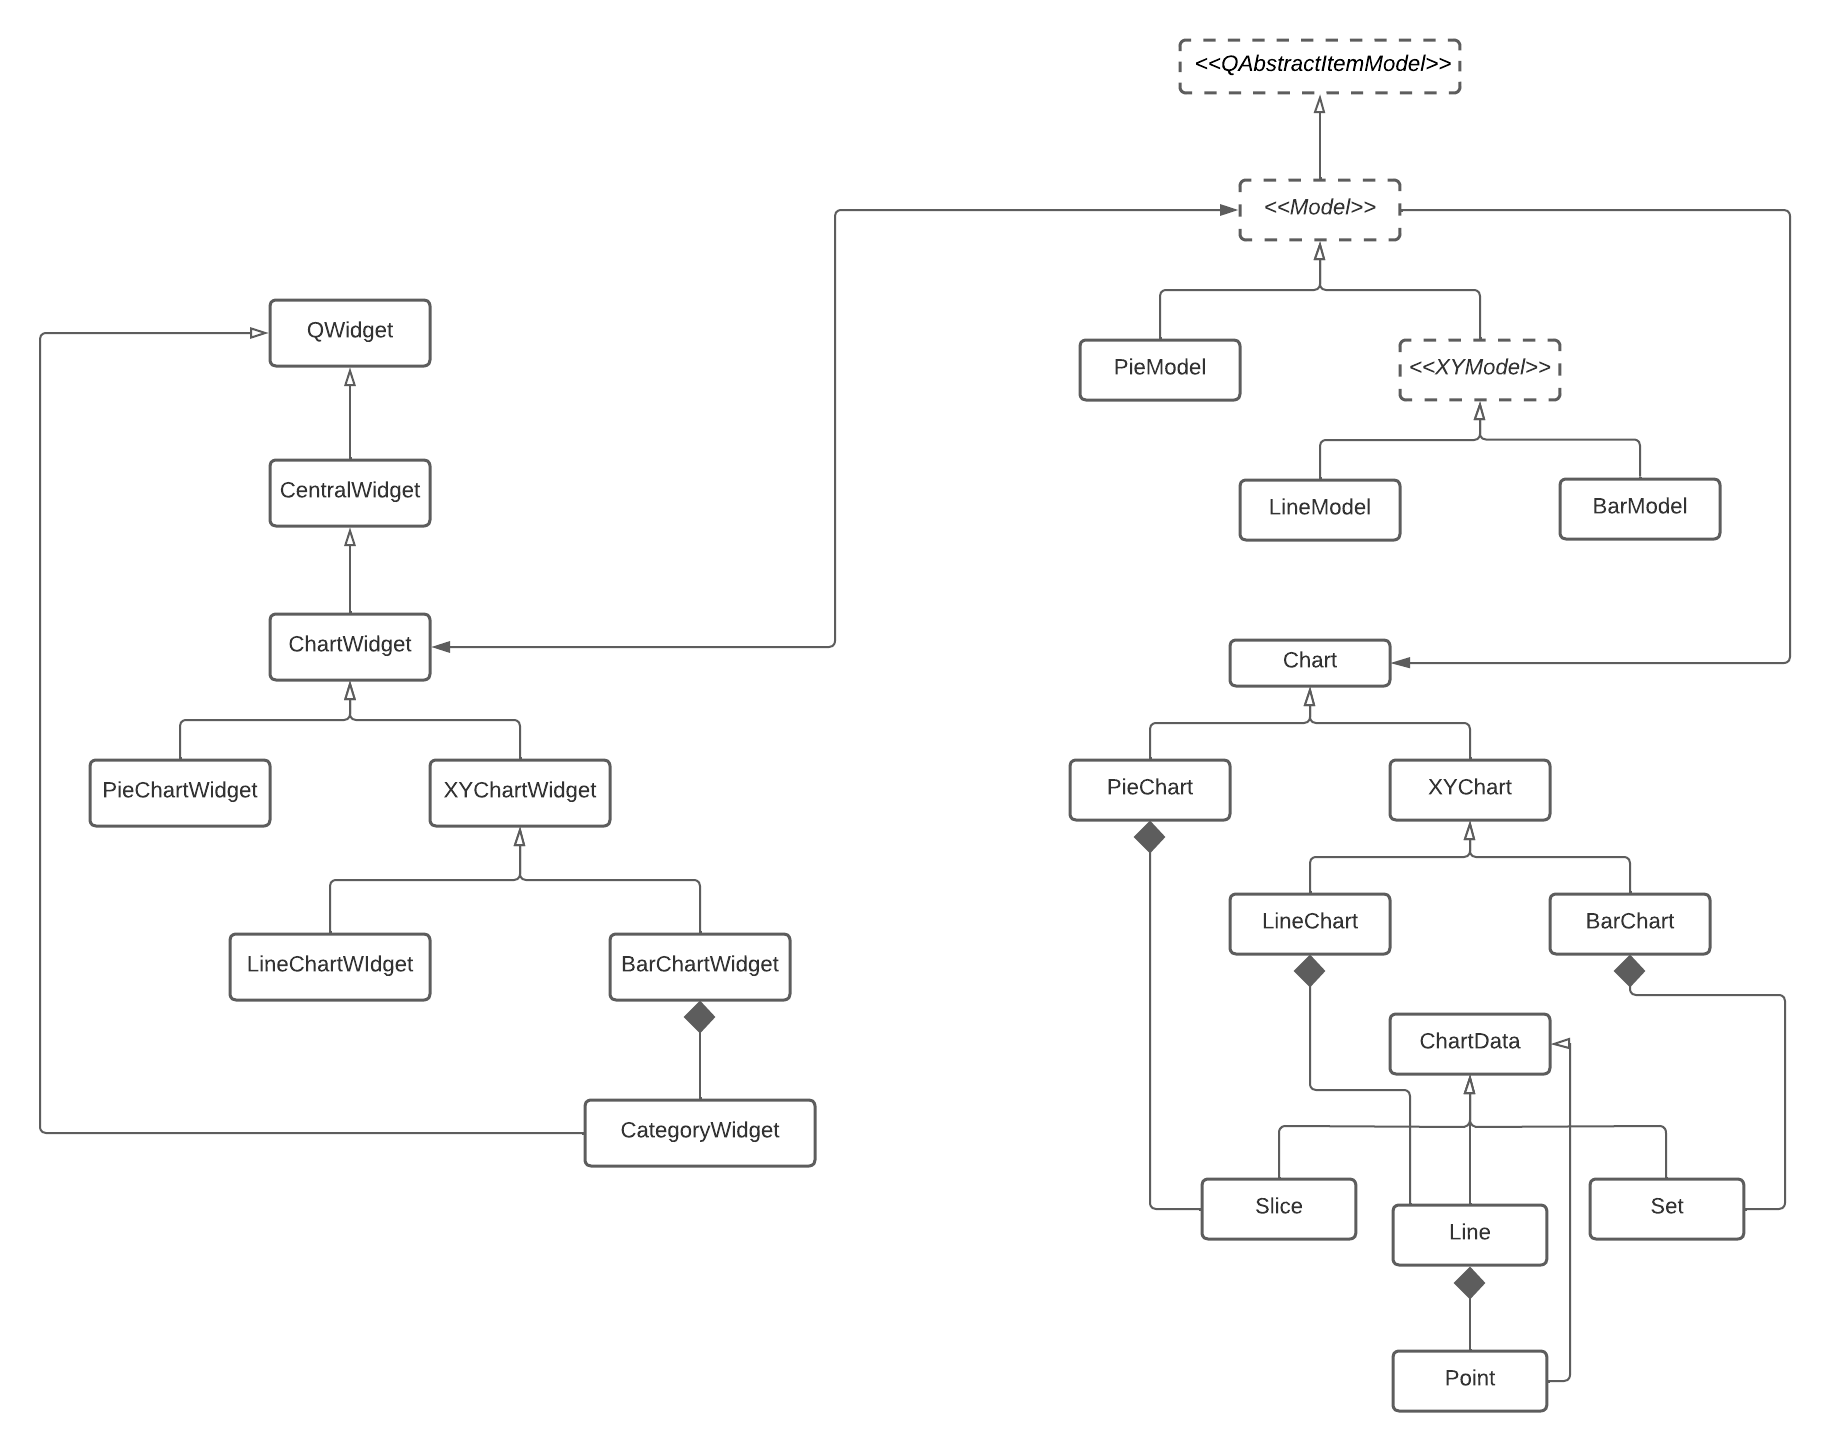 <<QAbstractItemModel>>
<<Model>>
QWidget
PieModel
<<XYModel>>
CentralWidget
LineModel
BarModel
ChartWidget
Chart
PieChartWidget
XYChartWidget
PieChart
XYChart
LineChartWIdget
BarChartWidget
LineChart
BarChart
ChartData
CategoryWidget
Slice
Line
Set
Point